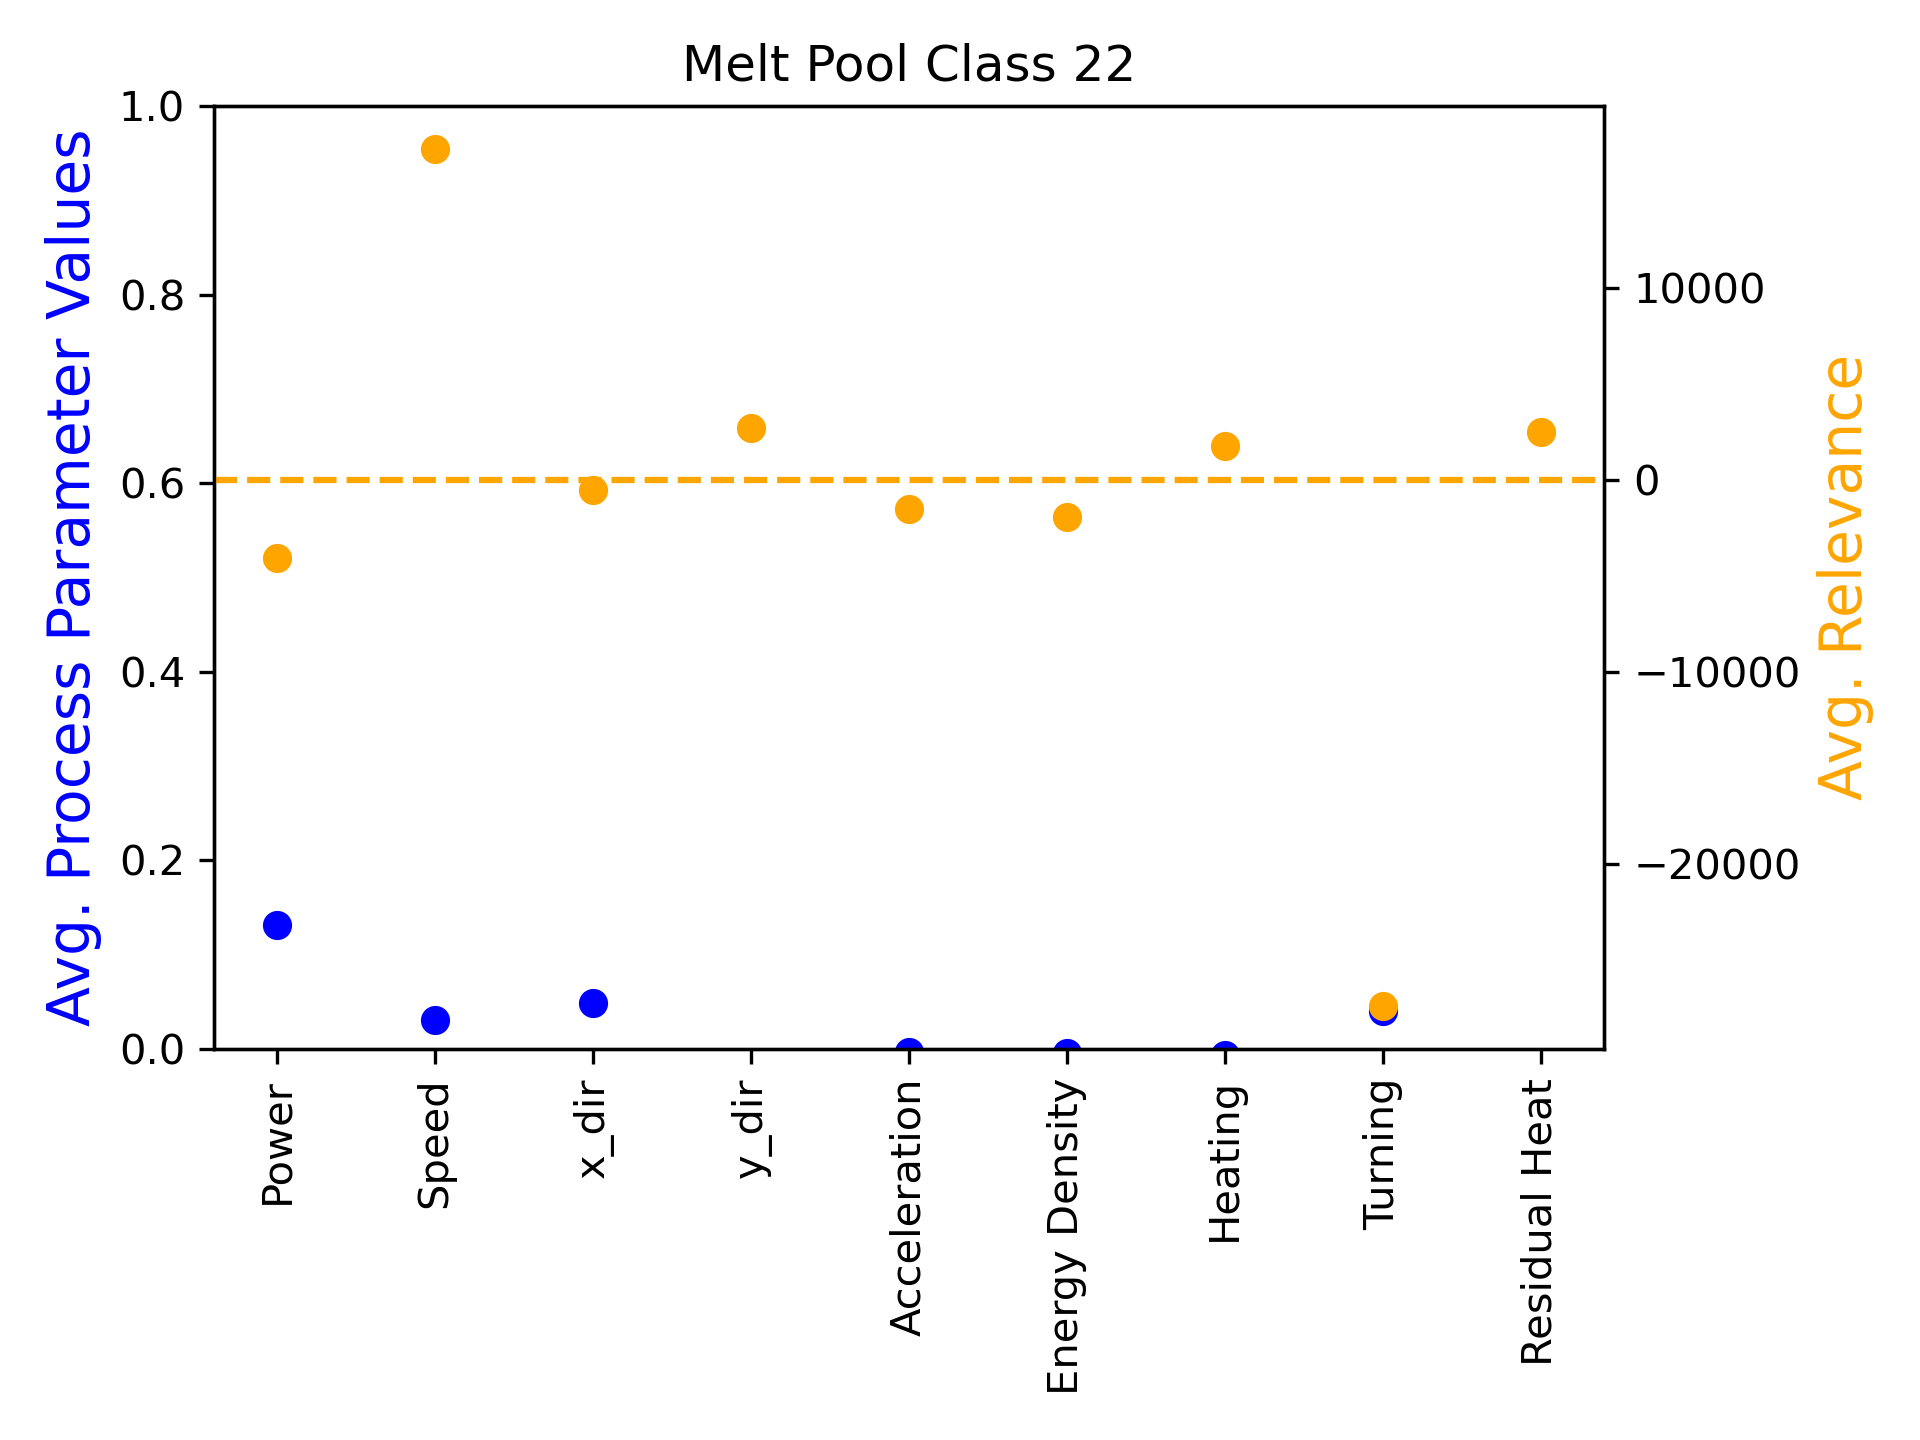 Melt Pool Class 22
Avg. Process Parameter Values
1.0
0.8
0.6
0.4
0.2
0.0
10000
0
−10000
−20000
Avg. Relevance
Power
Speed
x_dir
y_dir
Acceleration
Energy Density
Heating
Turning
Residual Heat